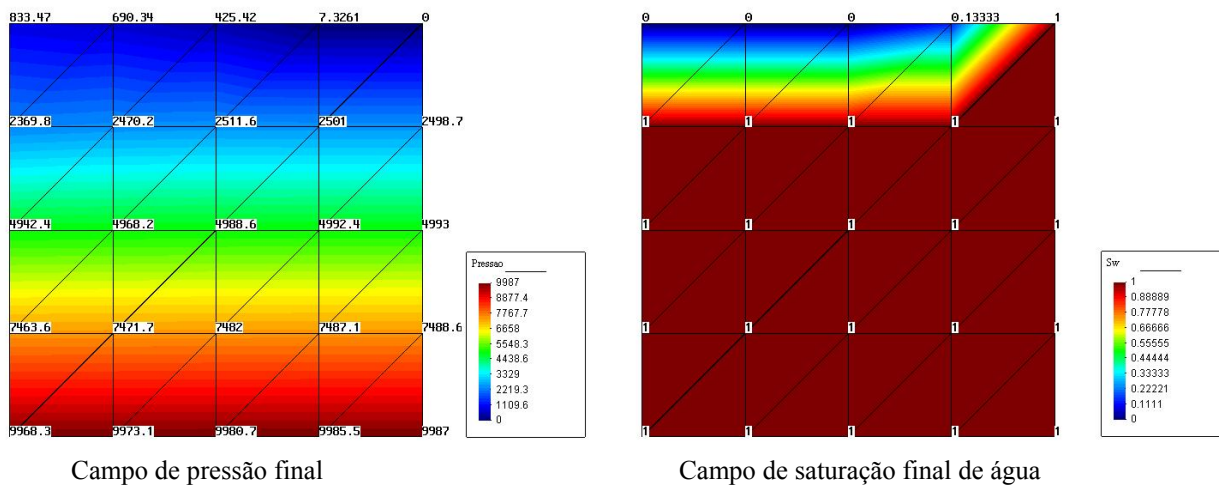 833.47 690.34 425.42 7.3261 0
2369.8 2470.2 2511.6 2501 2498.7
4942.4 4968.2 4988.6 4992.4 4993
7463.6 7471.7 7482 7487.1 7488.6
9968.3 9973.1 9980.7 9985.5 9987
Pressao
9987
8877.4
7767.4
6658
5548.3
4438.6
3329
2219.3
1109.6
0
Campo de pressão final
0 0 0 0.13333 1
1 1 1 1 1
1 1 1 1 1
1 1 1 1 1
1 1 1 1 1
Sw
1
0.88889
0.77778
0.66666
0.55555
0.44444
0.33333
0.22221
0.1111
0
Campo de saturação final de água